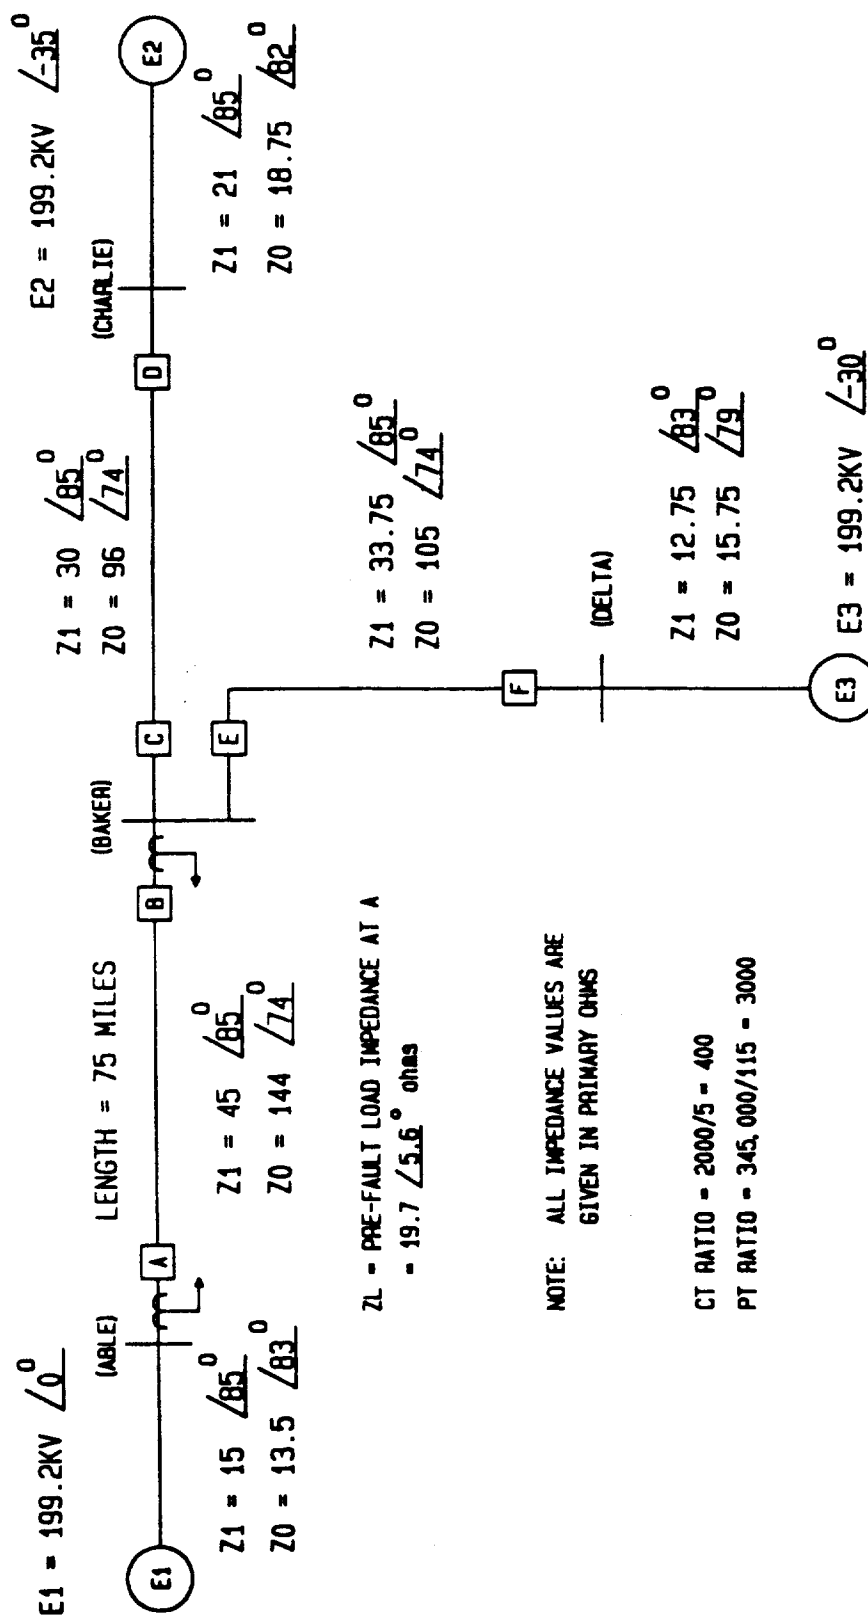 E1 = 199.2KV /0°
E2 = 199.2KV /-35°
LENGTH = 75 MILES
(ABLE)
(BAKER)
(CHARLIE)
Z1 = 30 /85°
Z0 = 96 /74°
E1
A
B
C
D
E2
Z1 = 15 /85°
Z0 = 13.5 /83°
Z1 = 45 /85°
Z0 = 144 /74°
E
Z1 = 21 /85°
Z0 = 18.75 /82°
ZL = PRE-FAULT LOAD IMPEDANCE AT A
= 19.7 /5.6° ohms
Z1 = 33.75 /85°
Z0 = 105 /74°
F
NOTE: ALL IMPEDANCE VALUES ARE
GIVEN IN PRIMARY OHMS
(DELTA)
CT RATIO = 2000/5 = 400
PT RATIO = 345,000/115 = 3000
Z1 = 12.75 /83°
Z0 = 15.75 /79°
E3
E3 = 199.2KV /-30°